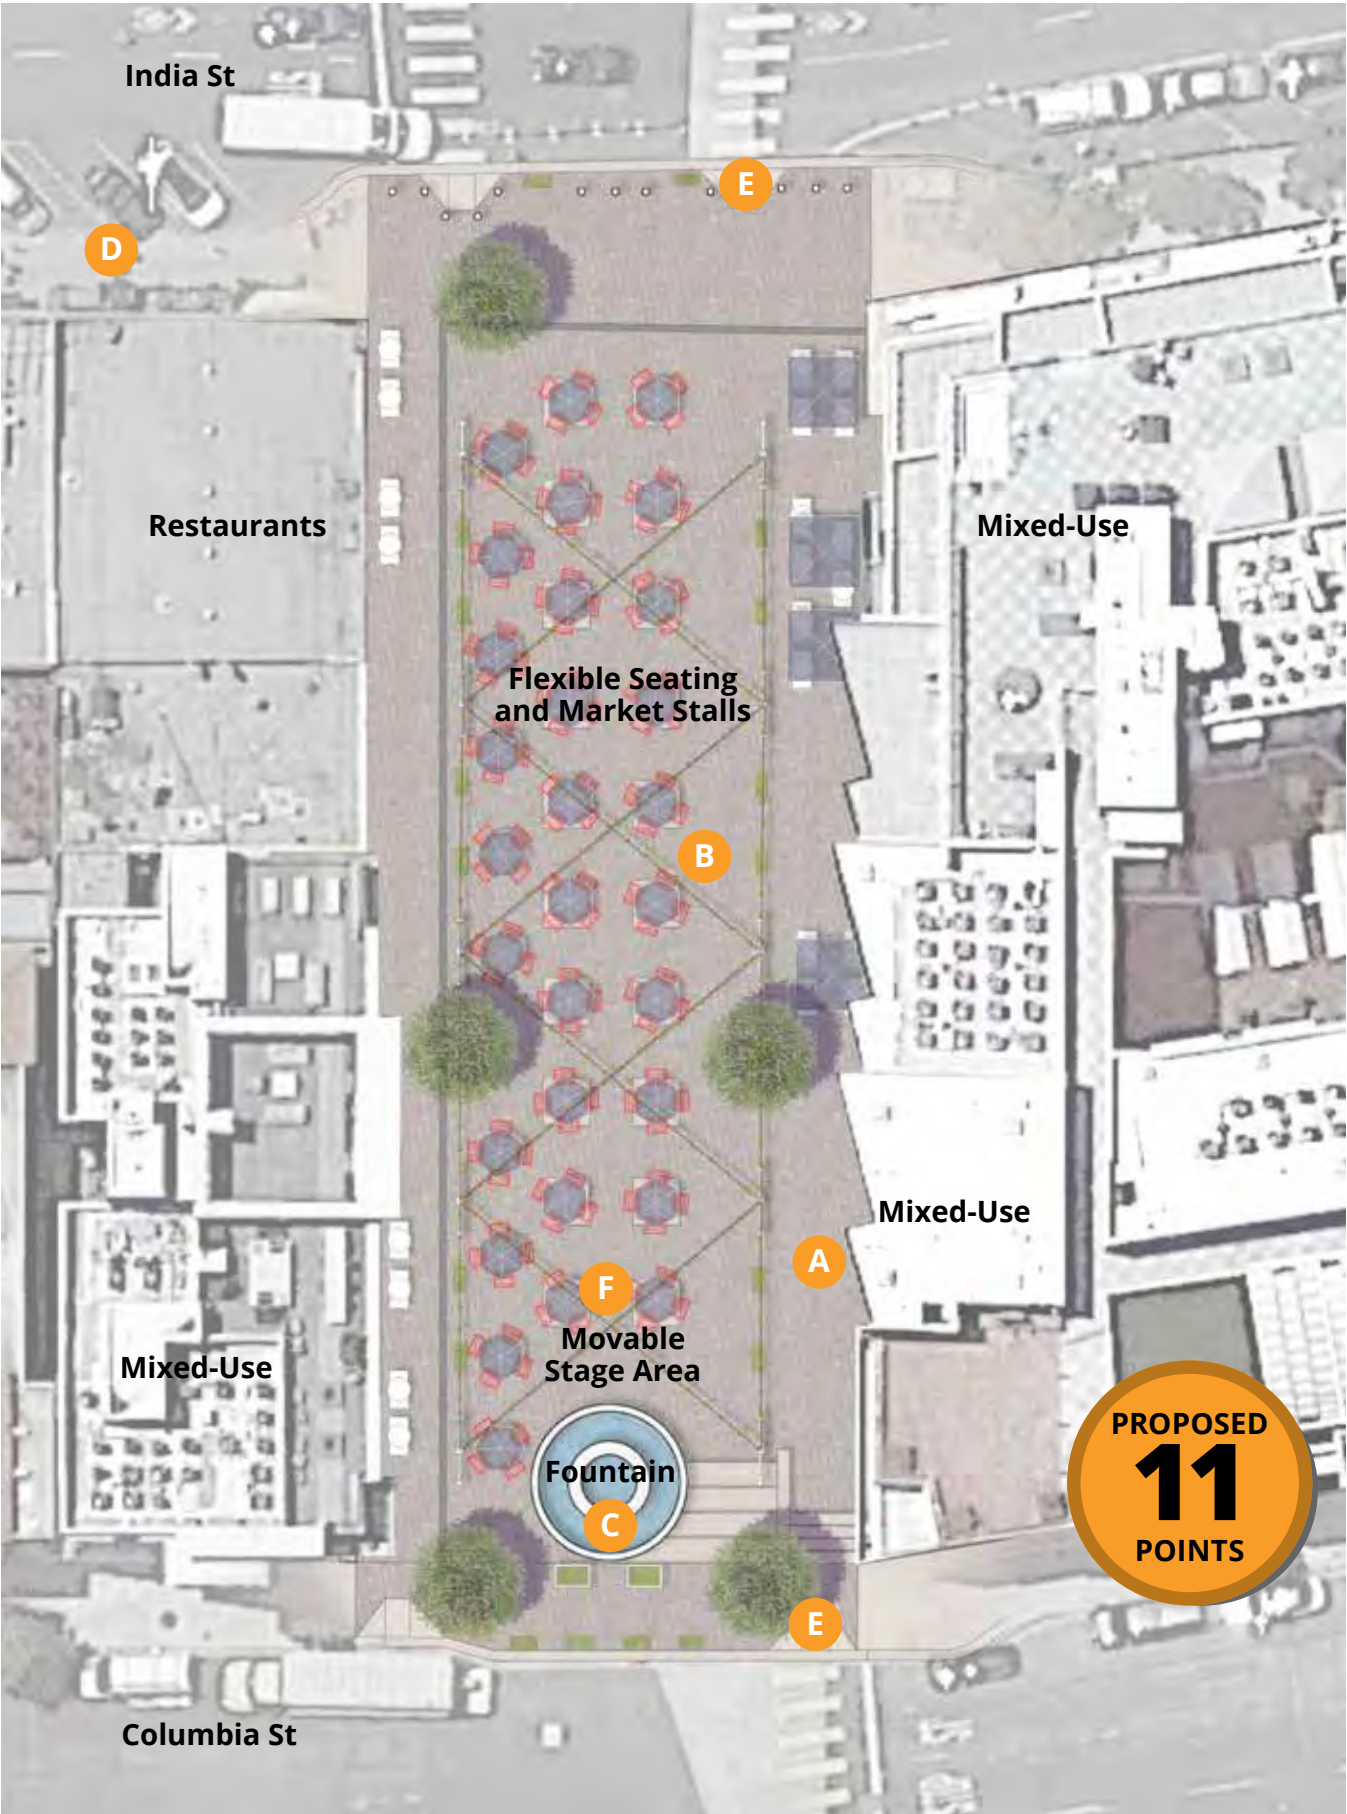 India St
E
D
Restaurants
Mixed-Use
Flexible Seating
and Market Stalls
B
Mixed-Use
A
F
Movable
Stage Area
Mixed-Use
PROPOSED
11
POINTS
Fountain
C
E
Columbia St